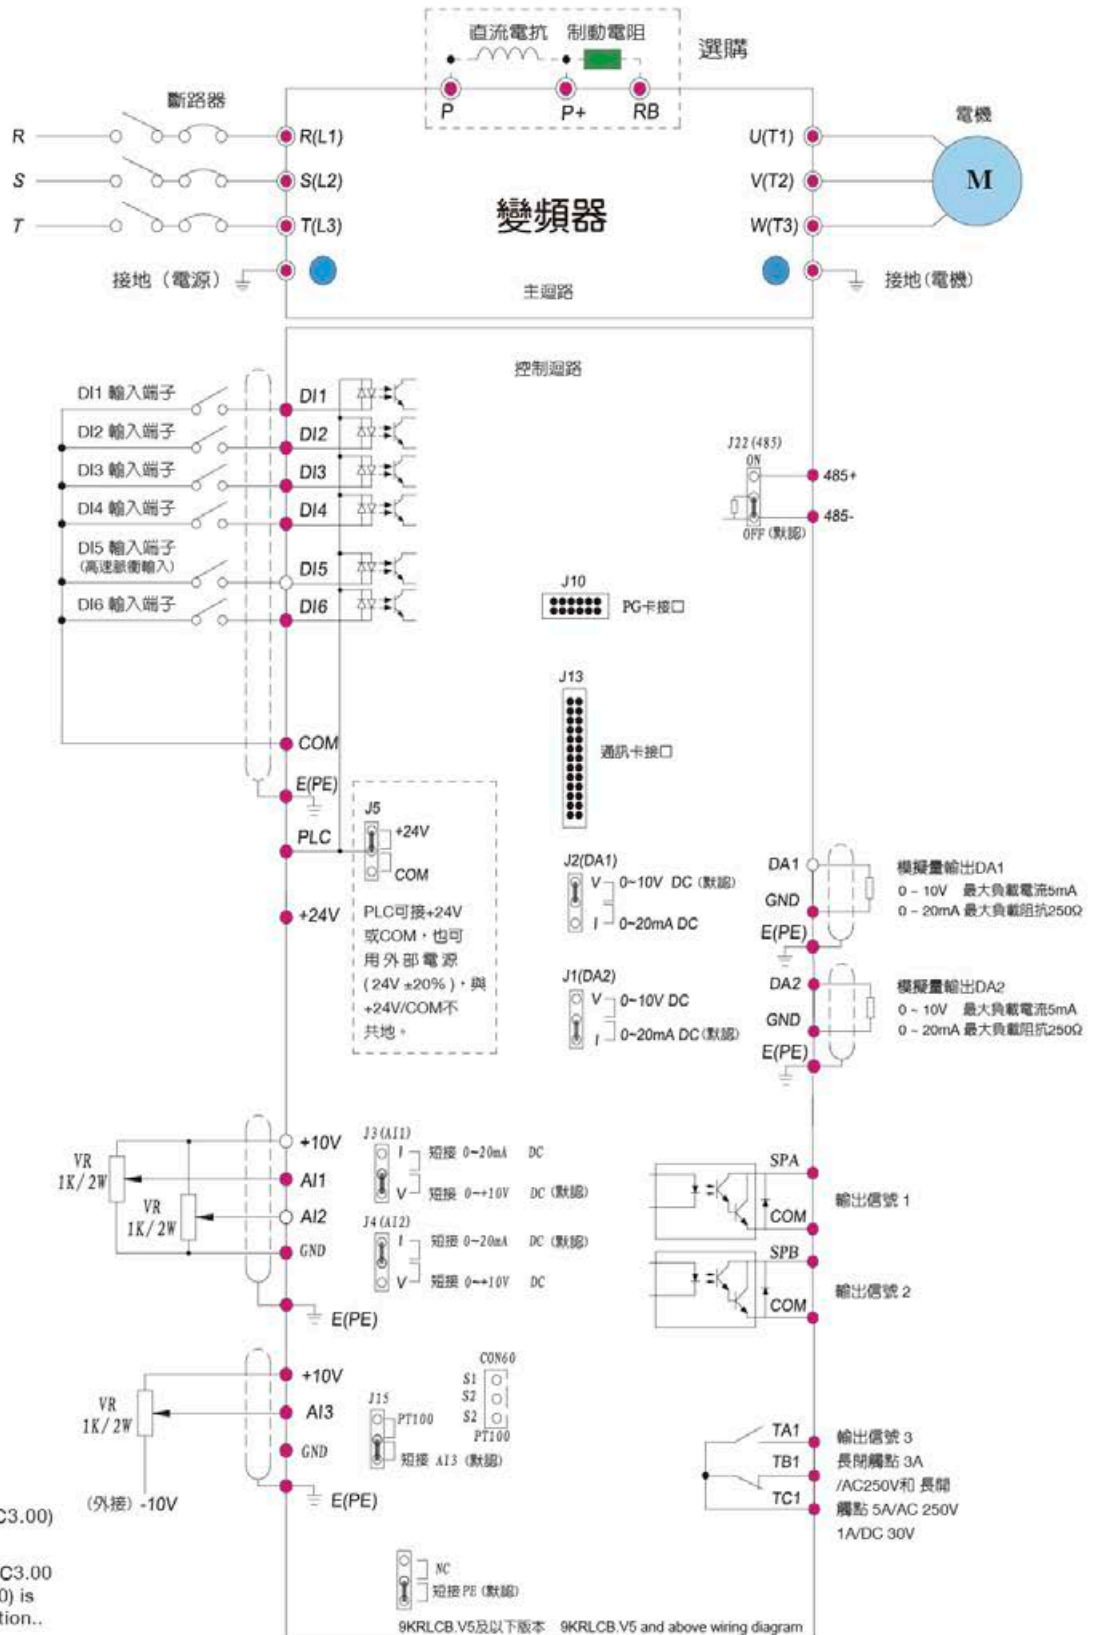 直流電抗 制動電阻
選購
P P+ RB
斷路器
電機
R R(L1) U(T1)
S S(L2) V(T2) M
T T(L3) W(T3)
變頻器
接地（電源） 接地(電機)
主迴路
控制迴路
DI1 輸入端子 DI1
DI2 輸入端子 DI2
DI3 輸入端子 DI3
DI4 輸入端子 DI4
DI5 輸入端子 DI5
(高速脈衝輸入)
DI6 輸入端子 DI6
J22(485)
ON
485+
485-
OFF(默認)
J10
PG卡接口
J13
通訊卡接口
COM
E(PE)
PLC
+24V
J5
+24V
COM
PLC可接+24V
或COM，也可
用外部電源
(24V ±20%)，與
+24V/COM不
共地。
J2(DA1)
V 0~10V DC (默認)
I 0~20mA DC
DA1
GND
E(PE)
模擬量輸出DA1
0 - 10V 最大負載電流5mA
0 - 20mA 最大負載阻抗250Ω
J1(DA2)
V 0~10V DC
I 0~20mA DC (默認)
DA2
GND
E(PE)
模擬量輸出DA2
0 - 10V 最大負載電流5mA
0 - 20mA 最大負載阻抗250Ω
VR
1K/2W
VR
1K/2W
+10V
AI1
AI2
GND
E(PE)
J3(AI1)
I 短接 0~20mA DC
V 短接 0~+10V DC (默認)
J4(AI2)
I 短接 0~20mA DC (默認)
V 短接 0~+10V DC
SPA
COM
輸出信號 1
SPB
COM
輸出信號 2
VR
1K/2W
(外接) -10V
+10V
AI3
GND
E(PE)
J15
PT100
短接 AI3 (默認)
CON60
S1
S2
S2
PT100
TA1
TB1
TC1
輸出信號 3
長閉觸點 3A
/AC250V和 長開
觸點 5A/AC 250V
1A/DC 30V
C3.00)
C3.00
0) is
tion..
NC
短接PE (默認)
9KRLCB.V5及以下版本 9KRLCB.V5 and above wiring diagram